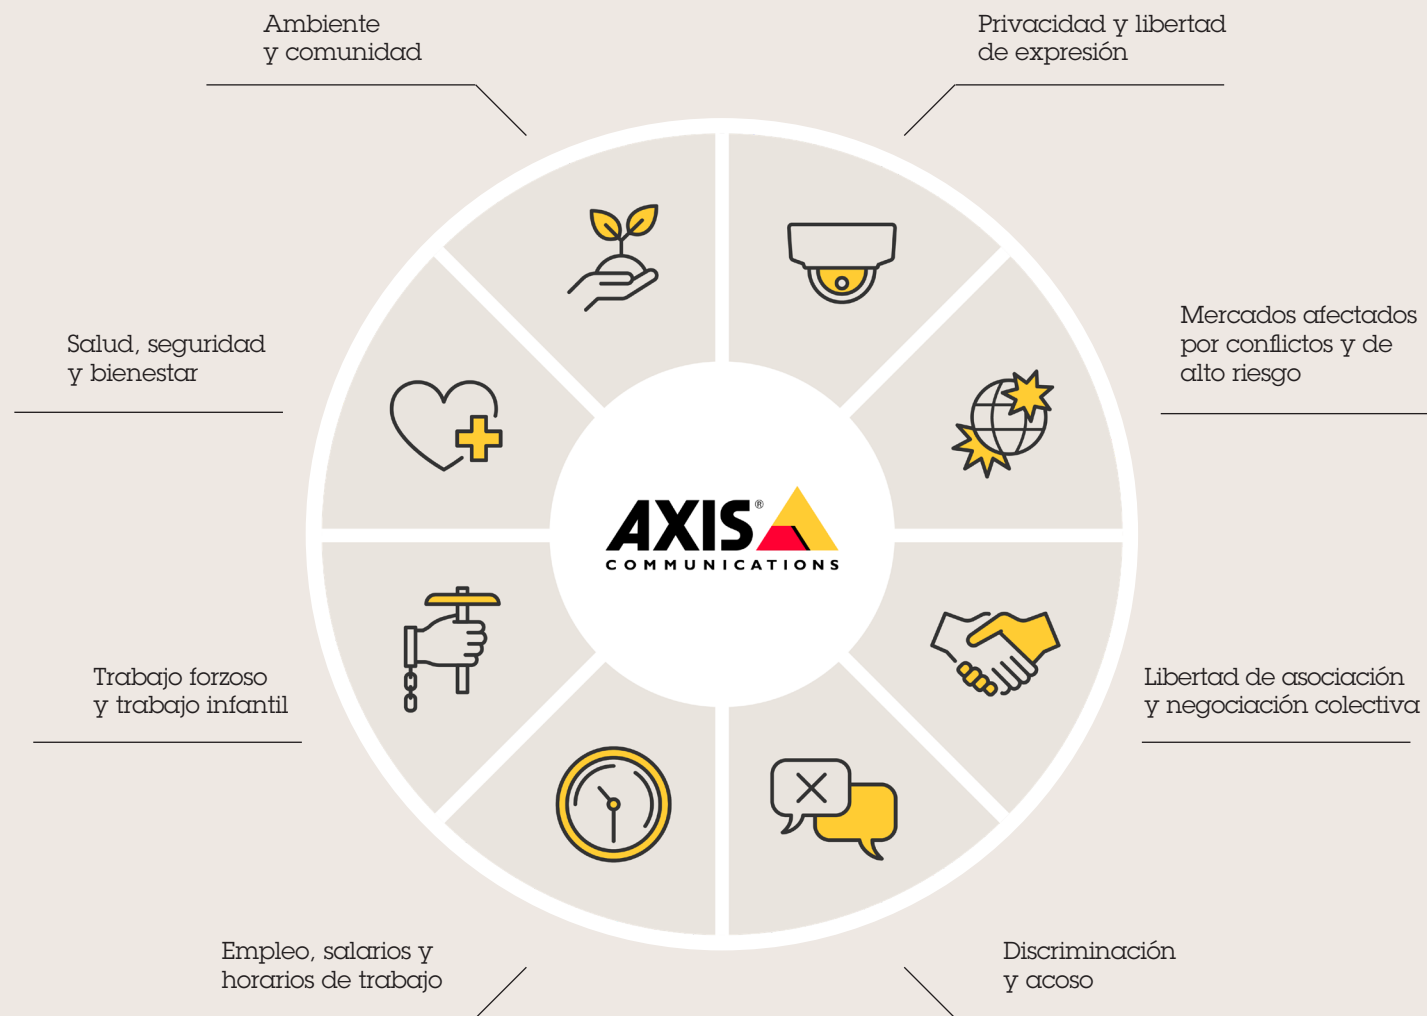 Ambiente
y comunidad
Privacidad y libertad
de expresión
Salud, seguridad
y bienestar
Mercados afectados
por conflictos y de
alto riesgo
AXIS®
COMMUNICATIONS
Trabajo forzoso
y trabajo infantil
Libertad de asociación
y negociación colectiva
Empleo, salarios y
horarios de trabajo
Discriminación
y acoso